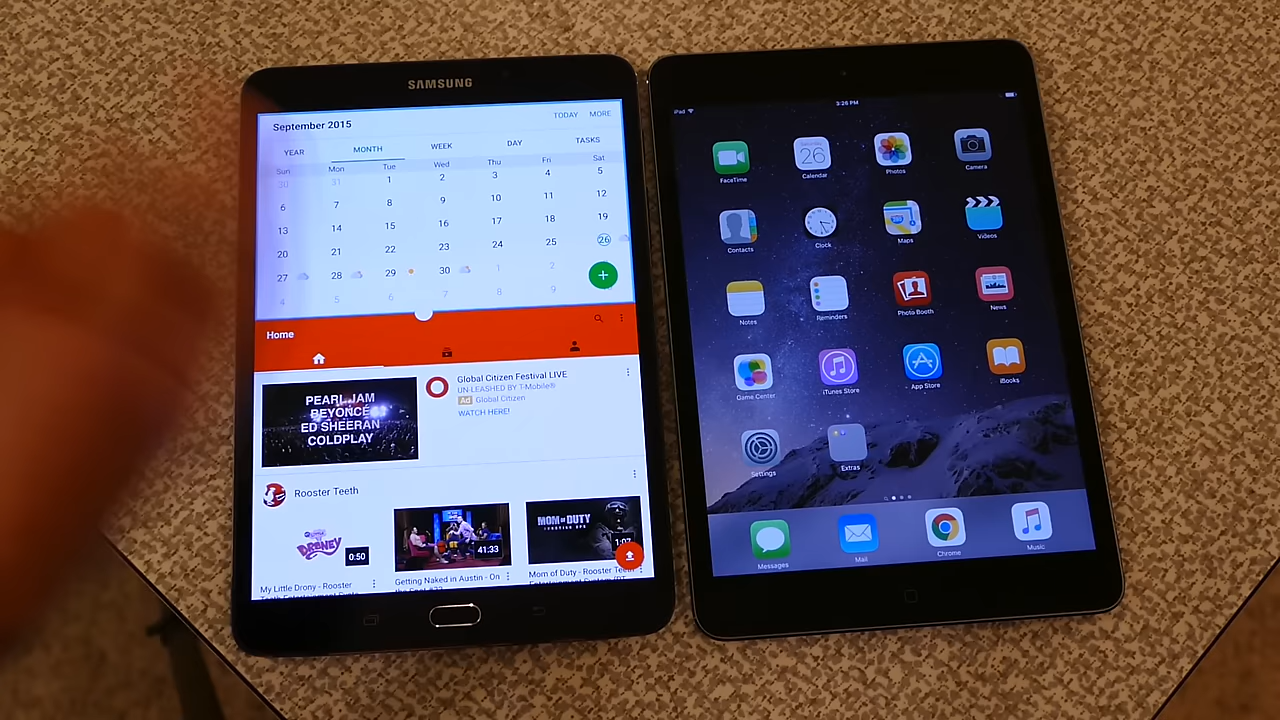 SAMSUNG
September 2015
TODAY MORE
YEAR MONTH WEEK DAY TASKS
Sun Mon Tue Wed Thu Fri Sat
30 31 1 2 3 4 5
6 7 8 9 10 11 12
13 14 15 16 17 18 19
20 21 22 23 24 25 26
27 28 29 30 1 2
4 5 6 7 8 9
Home
PEARL JAM
BEYONCÉ
ED SHEERAN
COLDPLAY
Global Citizen Festival LIVE
UN-LEASHED BY T-Mobile®
Ad Global Citizen
WATCH HERE!
Rooster Teeth
DRONEY
0:50
41:33
MOM OF DUTY
1:07
My Little Drony - Rooster
Getting Naked in Austin - On
Mom of Duty - Rooster
iPad
3:26 PM
FaceTime
Saturday
26
Calendar
Photos
Camera
Contacts
Clock
Maps
Videos
Notes
Reminders
Photo Booth
News
Game Center
iTunes Store
App Store
iBooks
Settings
Extras
Messages
Mail
Chrome
Music